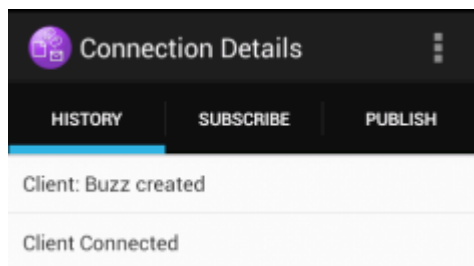 Connection Details
HISTORY SUBSCRIBE PUBLISH
Client: Buzz created
Client Connected